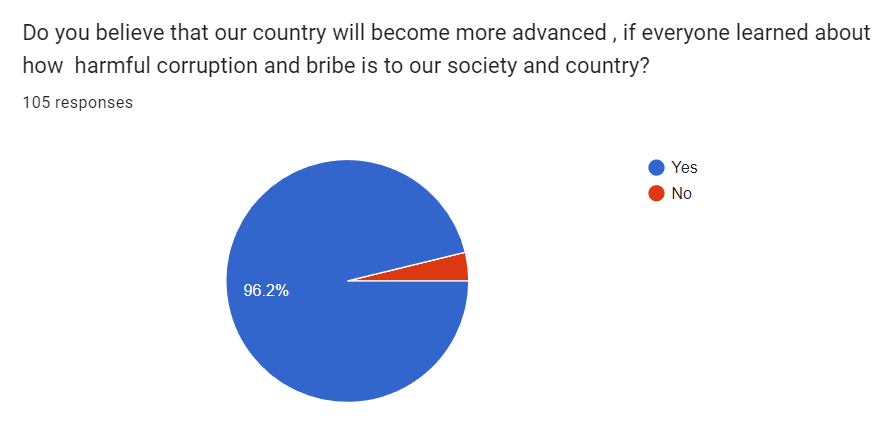 Do you believe that our country will become more advanced , if everyone learned about
how  harmful corruption and bribe is to our society and country?
105 responses
Yes
No
96.2%